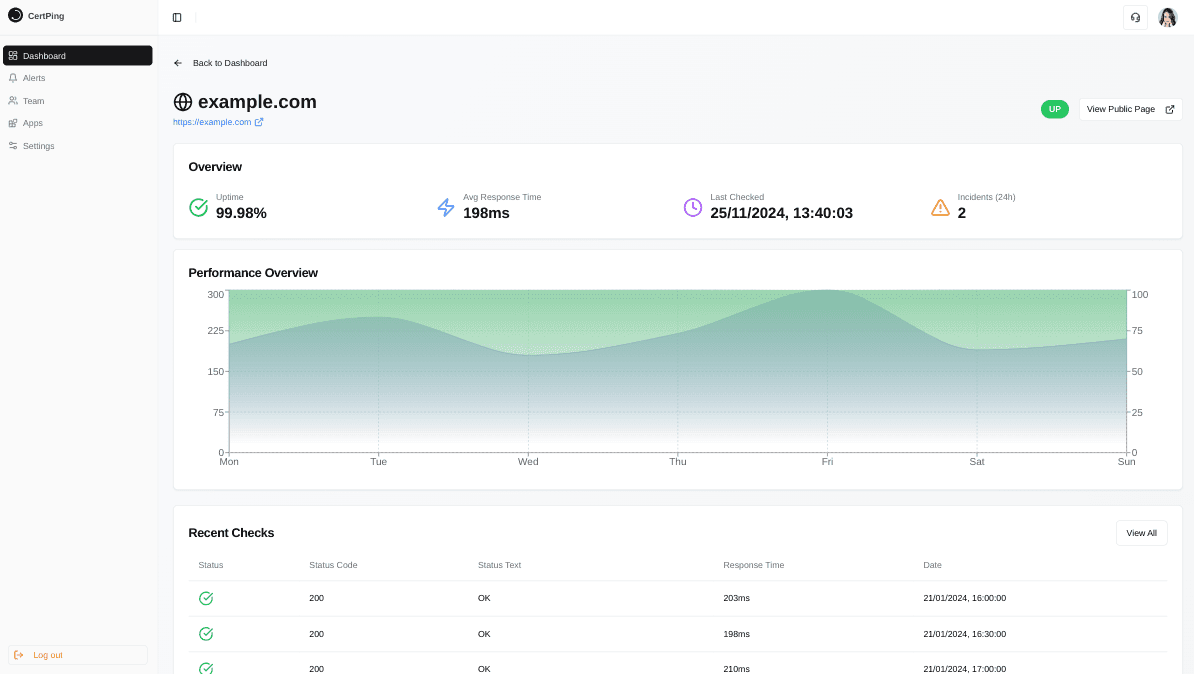 CertPing
Dashboard
Alerts
Team
Apps
Settings
Log out
Back to Dashboard
example.com
https://example.com
UP
View Public Page
Overview
Uptime
99.98%
Avg Response Time
198ms
Last Checked
25/11/2024, 13:40:03
Incidents (24h)
2
Performance Overview
300
225
150
75
0
100
75
50
25
0
Mon Tue Wed Thu Fri Sat Sun
Recent Checks
View All
Status Status Code Status Text Response Time Date
200 OK 203ms 21/01/2024, 16:00:00
200 OK 198ms 21/01/2024, 16:30:00
200 OK 210ms 21/01/2024, 17:00:00